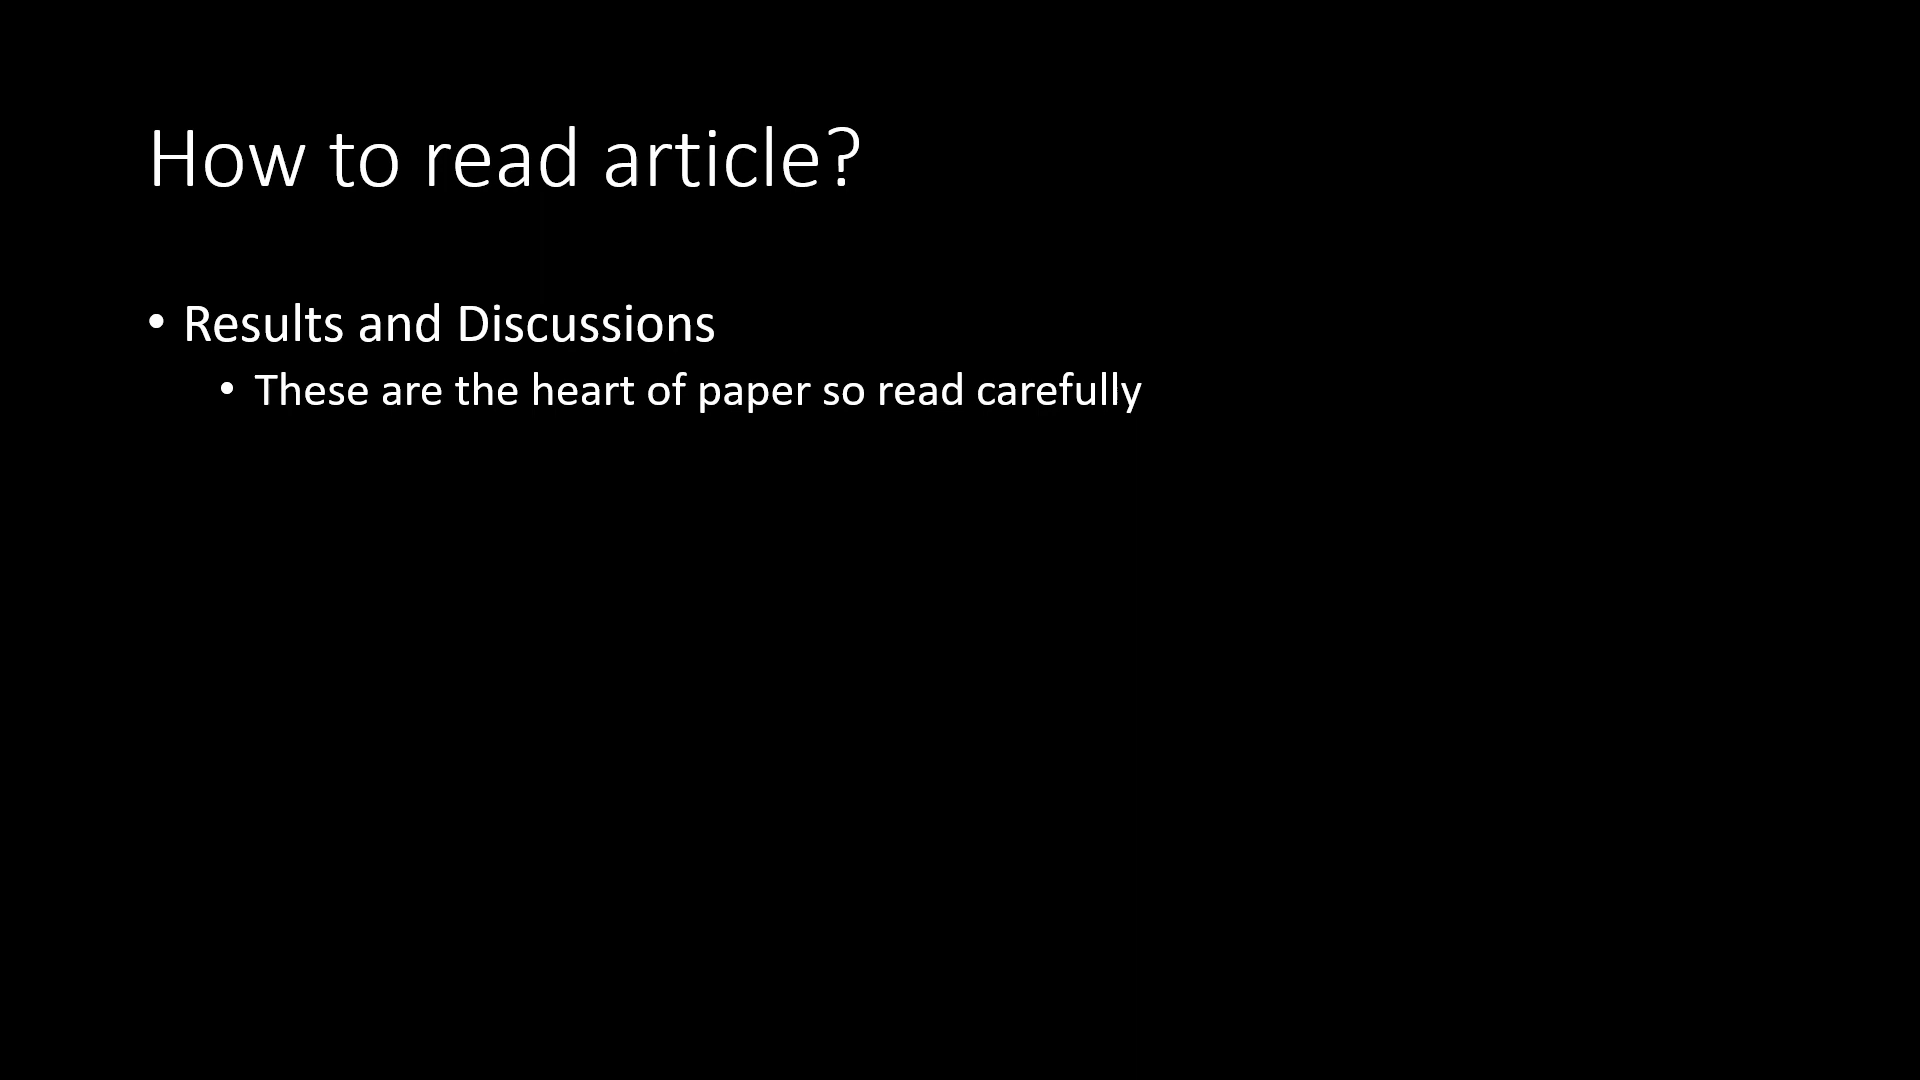 How to read article?
• Results and Discussions
• These are the heart of paper so read carefully